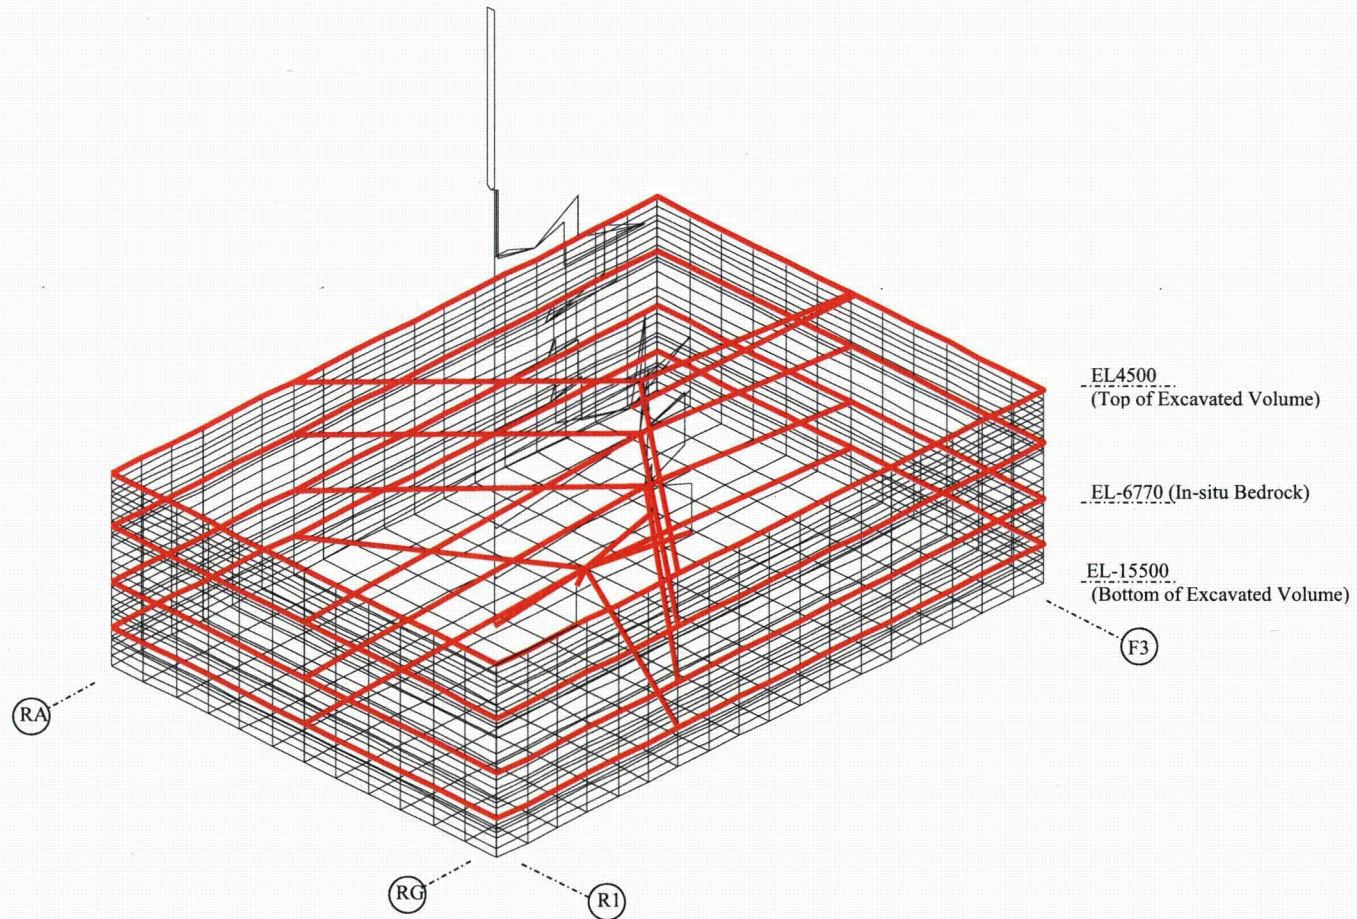 EL4500
(Top of Excavated Volume)
EL-6770 (In-situ Bedrock)
EL-15500
(Bottom of Excavated Volume)
F3
RA
RG
R1